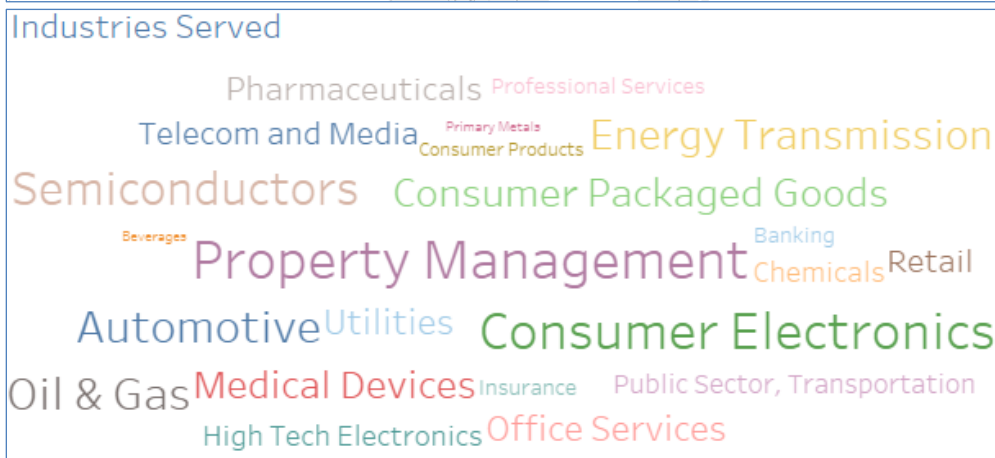 Industries Served
Pharmaceuticals Professional Services
Telecom and Media Primary Metals Energy Transmission
Consumer Products
Semiconductors Consumer Packaged Goods
Beverages Property Management Banking
Chemicals Retail
Automotive Utilities Consumer Electronics
Oil & Gas Medical Devices Insurance Public Sector, Transportation
High Tech Electronics Office Services